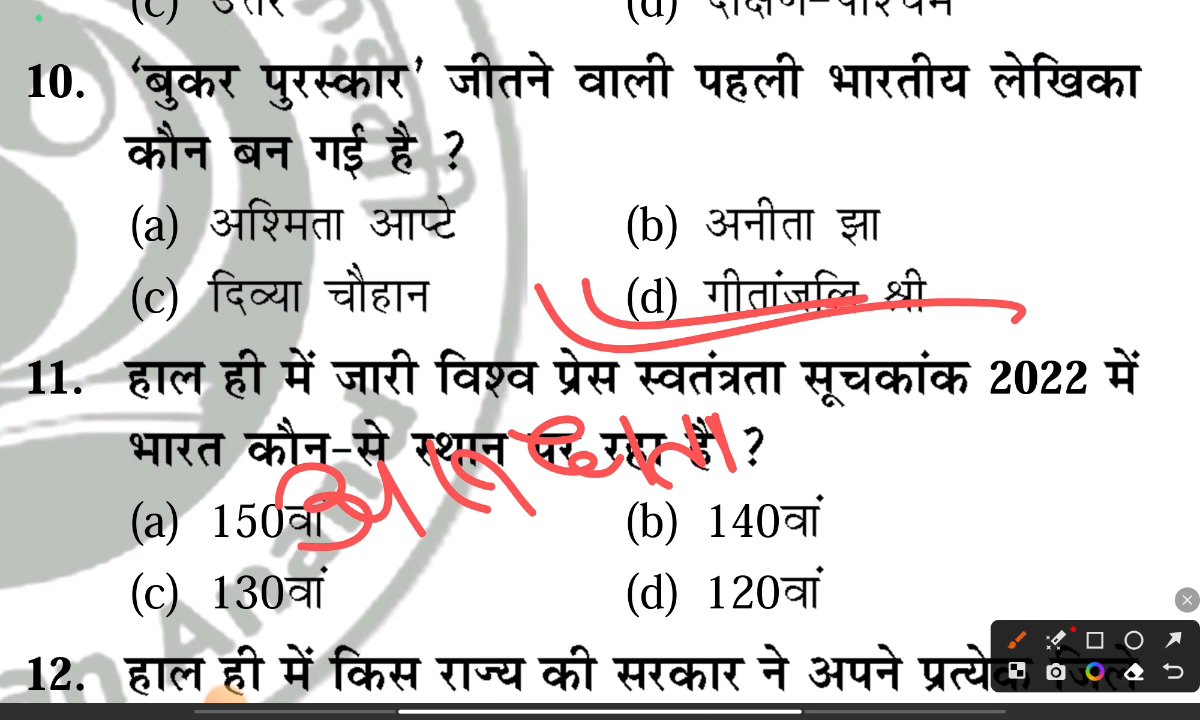 10. ‘बुकर पुरस्कार’ जीतने वाली पहली भारतीय लेखिका
कौन बन गई है ?
(a) अश्मिता आप्टे (b) अनीता झा
(c) दिव्या चौहान (d) गीतांजलि श्री
11. हाल ही में जारी विश्व प्रेस स्वतंत्रता सूचकांक 2022 में
भारत कौन-से स्थान पर रहा है ?
(a) 150वां (b) 140वां
(c) 130वां (d) 120वां
12. हाल ही में किस राज्य की सरकार ने अपने प्रत्येक जिले